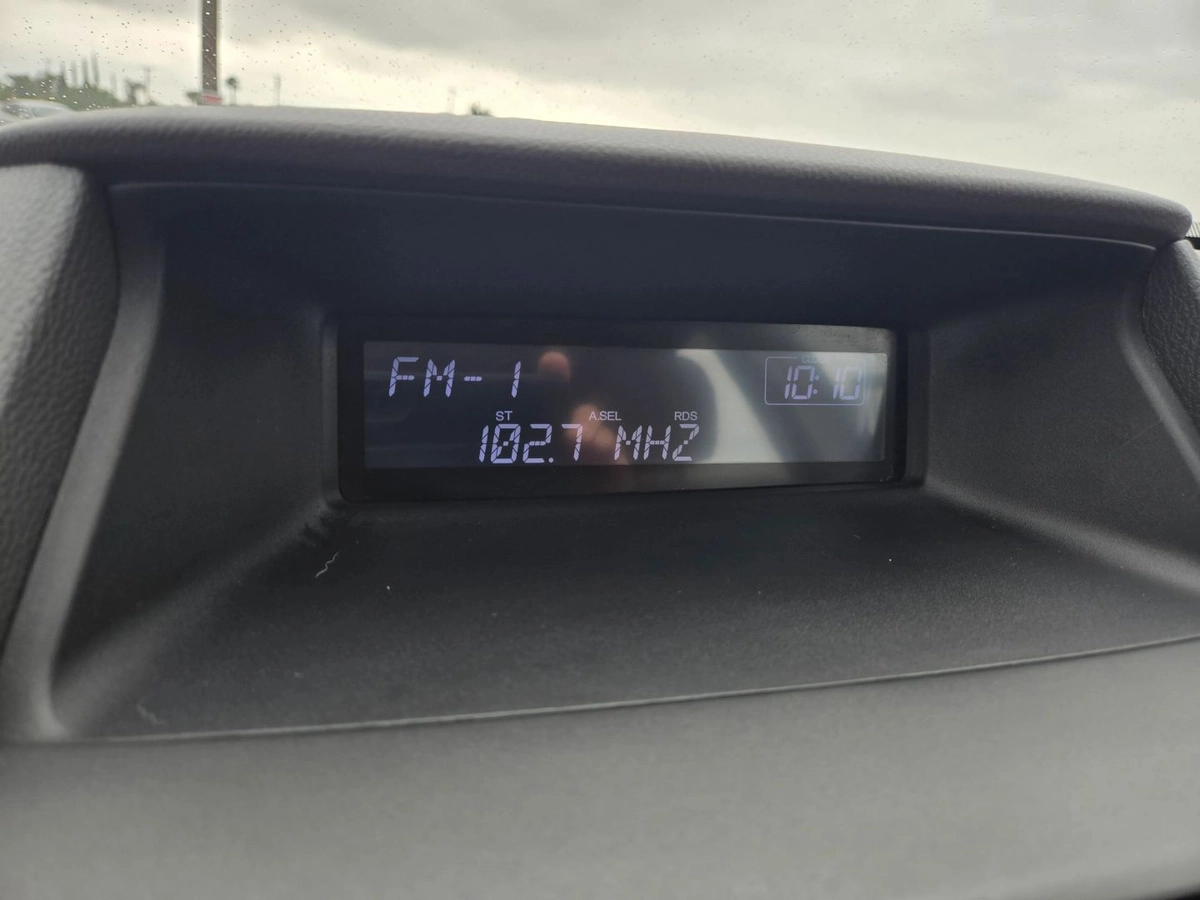 FM-1 10:10
ST A.SEL RDS
102.7 MHZ